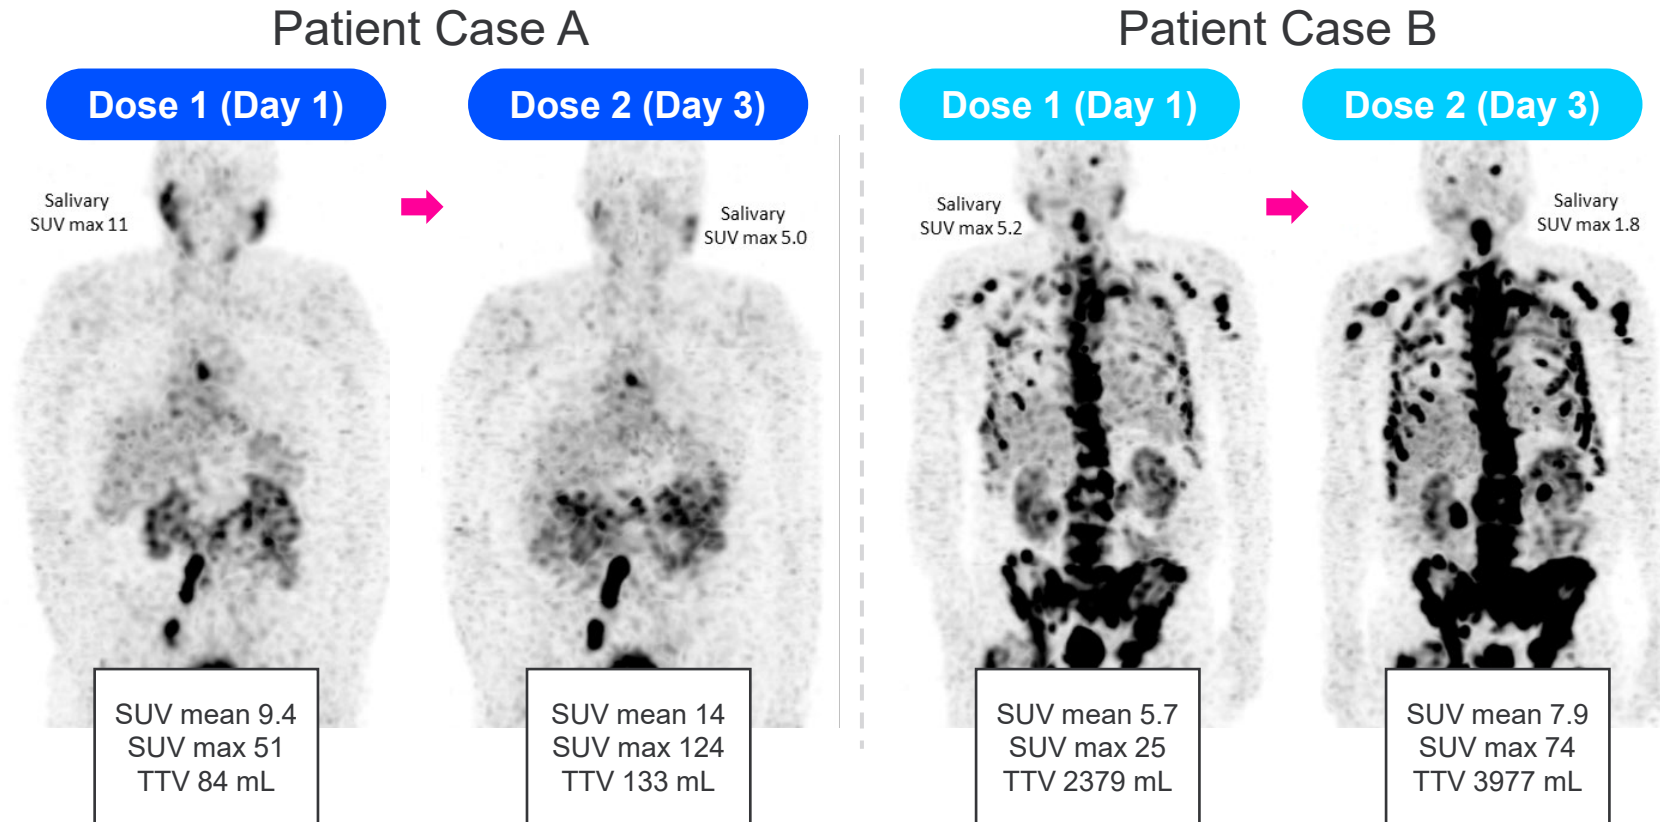 Patient Case A
Dose 1 (Day 1)
Dose 2 (Day 3)
Salivary
SUV max 11
Salivary
SUV max 5.0
SUV mean 9.4
SUV max 51
TTV 84 mL
SUV mean 14
SUV max 124
TTV 133 mL
Patient Case B
Dose 1 (Day 1)
Dose 2 (Day 3)
Salivary
SUV max 5.2
Salivary
SUV max 1.8
SUV mean 5.7
SUV max 25
TTV 2379 mL
SUV mean 7.9
SUV max 74
TTV 3977 mL